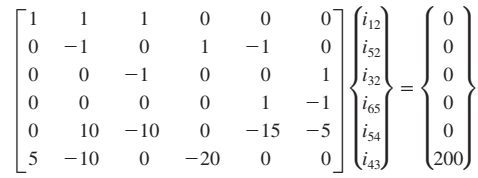 1 1 1 0 0 0 i12 0
0 −1 0 1 −1 0 i52 0
0 0 −1 0 0 1 i32 0
0 0 0 0 1 −1 i65 = 0
0 10 −10 0 −15 −5 i54 0
5 −10 0 −20 0 0 i43 200